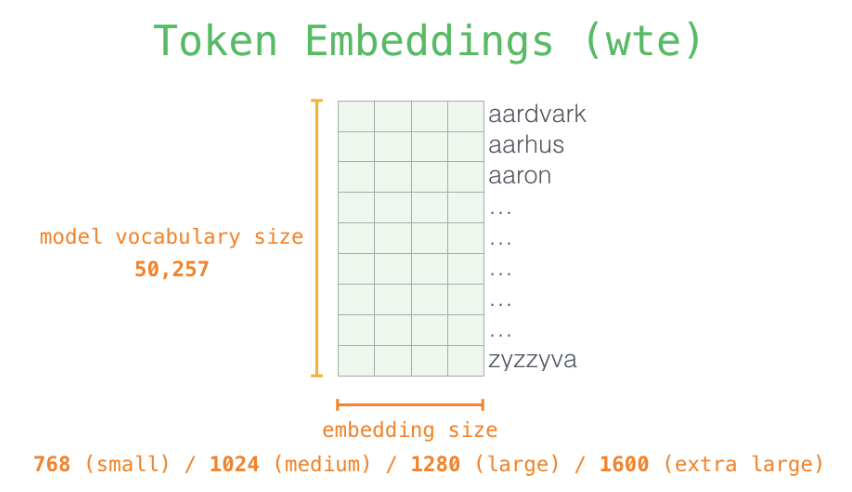 Token Embeddings (wte)
aardvark
aarhus
aaron
...
model vocabulary size
...
50,257
...
...
...
zyzzyva
embedding size
768 (small) / 1024 (medium) / 1280 (large) / 1600 (extra large)